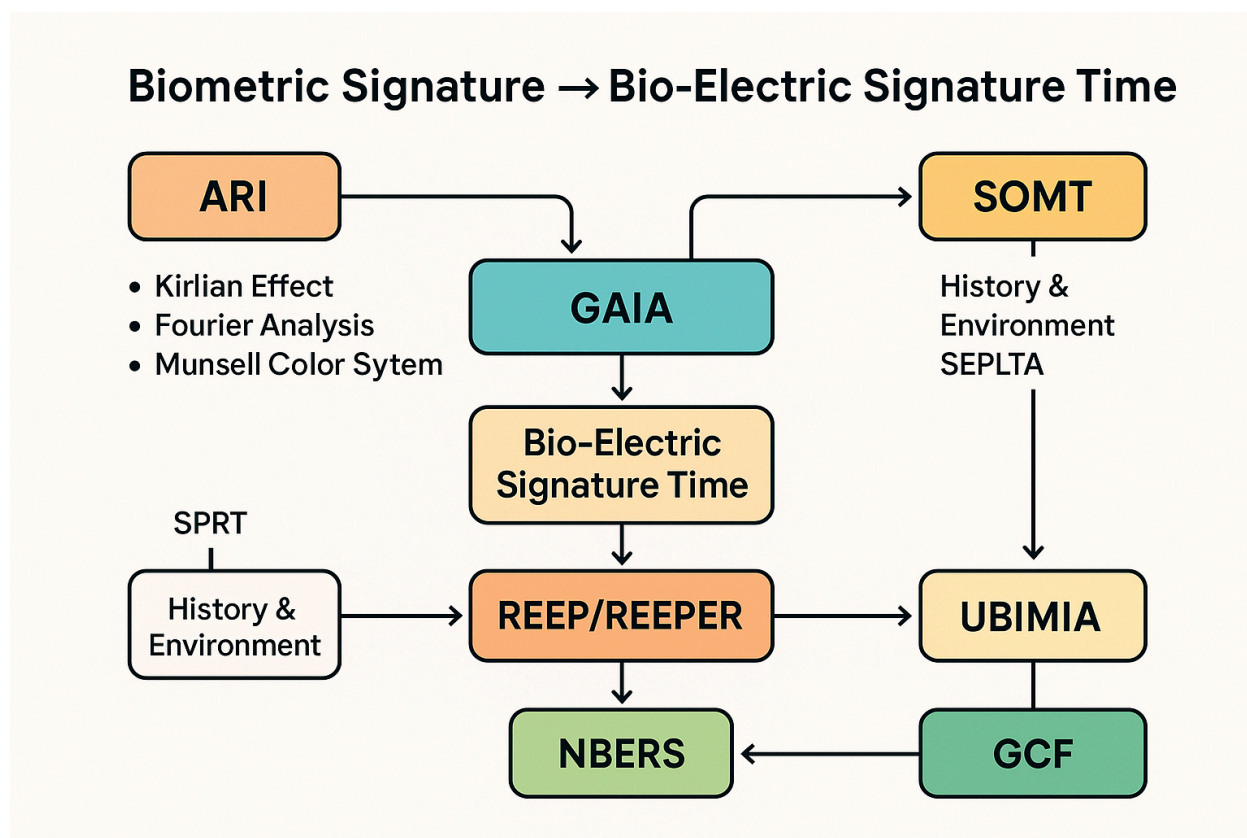 Biometric Signature → Bio-Electric Signature Time
ARI
SOMT
• Kirlian Effect
• Fourier Analysis
• Munsell Color Sytem
GAIA
History &
Environment
SEPLTA
Bio-Electric
Signature Time
SPRT
History &
Environment
REEP/REEPER
UBIMIA
NBERS
GCF